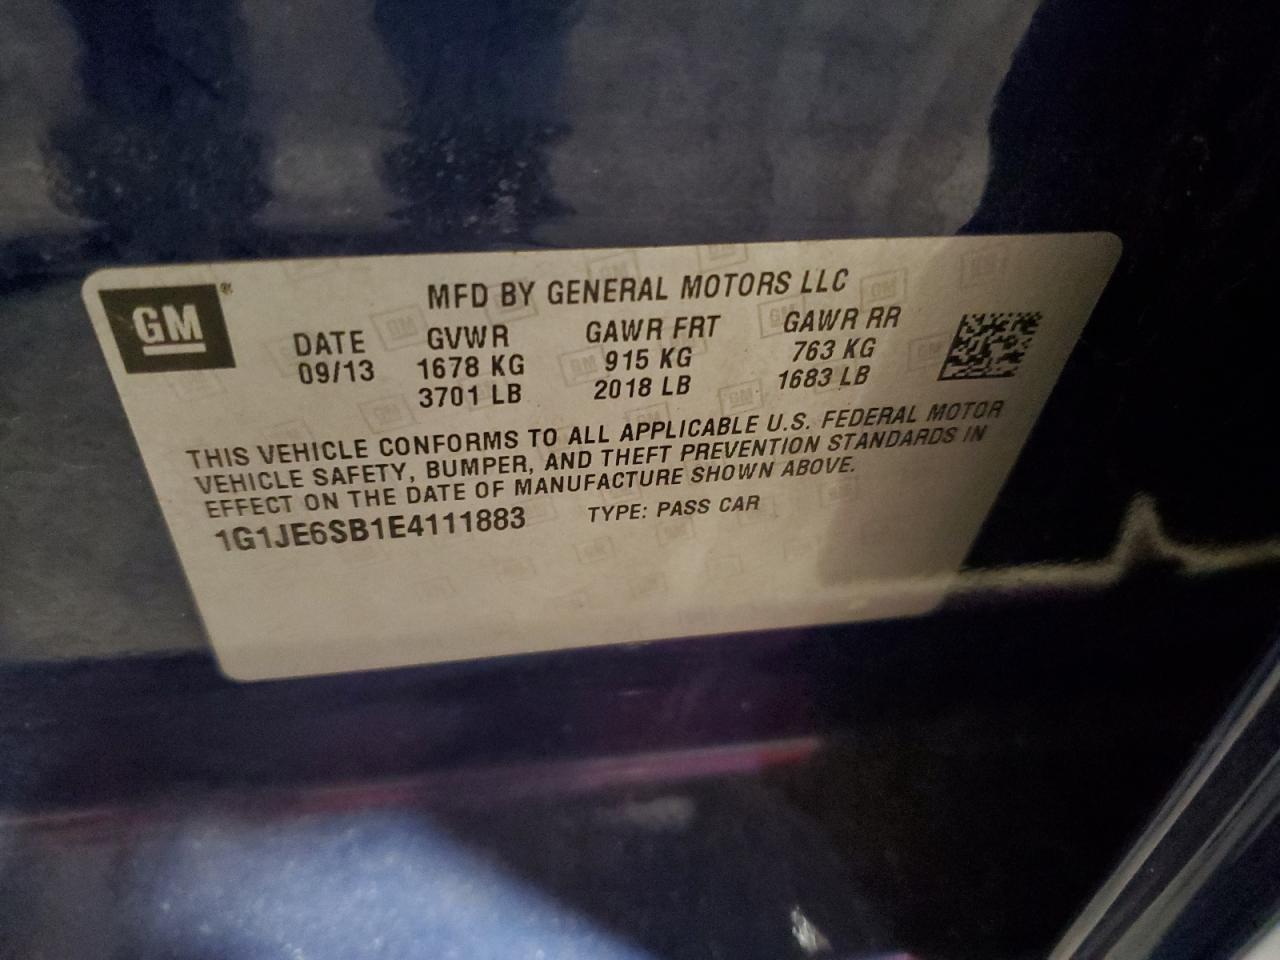 GM®
MFD BY GENERAL MOTORS LLC
DATE GVWR GAWR FRT GAWR RR
09/13 1678 KG 915 KG 763 KG
3701 LB 2018 LB 1683 LB
THIS VEHICLE CONFORMS TO ALL APPLICABLE U.S. FEDERAL MOTOR
VEHICLE SAFETY, BUMPER, AND THEFT PREVENTION STANDARDS IN
EFFECT ON THE DATE OF MANUFACTURE SHOWN ABOVE.
1G1JE6SB1E4111883 TYPE: PASS CAR